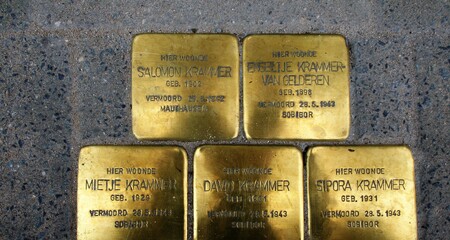 HIER WOONDE
SALOMON KRAMMER
GEB. 1902
VERMOORD
MAUTHAUSEN
HIER WOONDE
KRAMMER-
VAN GELDEREN
GEB. 1898
VERMOORD 28.5.1943
SOBIBOR
HIER WOONDE
MIETJE KRAMMER
GEB.
VERMOORD
SOBIBOR
HIER WOONDE
DAVID KRAMMER
GEB.
VERMOORD 28.5.1943
SOBIBOR
HIER WOONDE
SIPORA KRAMMER
GEB. 1931
VERMOORD 28.5.1943
SOBIBOR